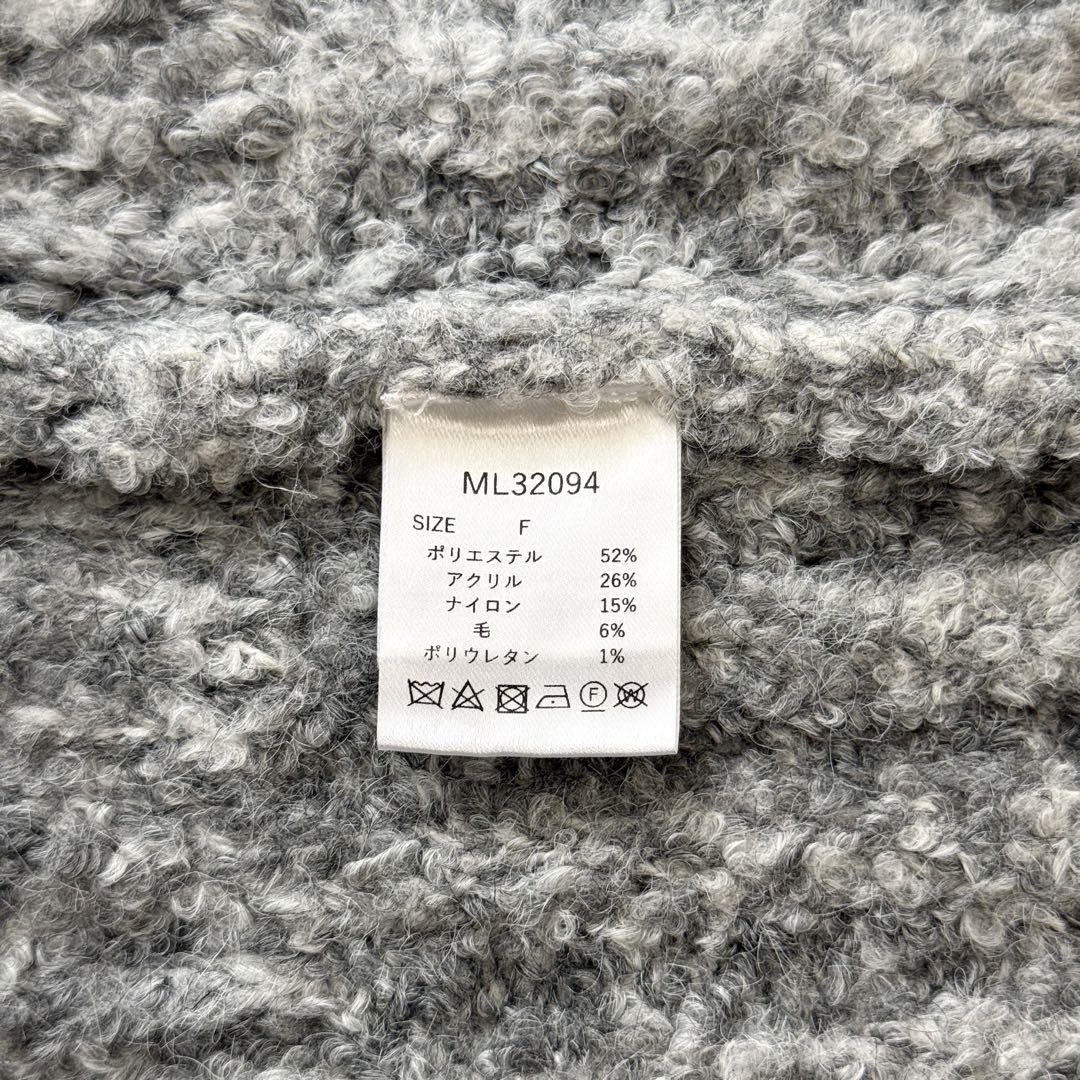 ML32094
SIZE F
ポリエステル 52%
アクリル 26%
ナイロン 15%
毛 6%
ポリウレタン 1%
F W